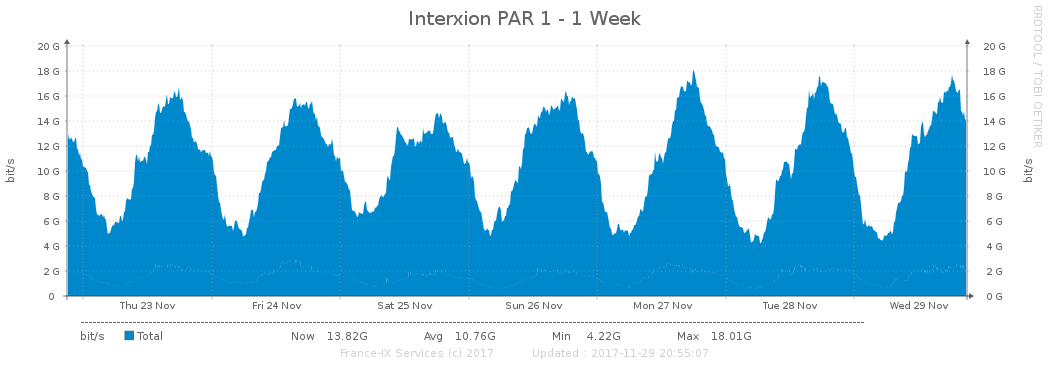 Interxion PAR 1 - 1 Week
RRDTOOL / TOBI OETIKER
20 G 20 G
18 G 18 G
16 G 16 G
14 G 14 G
12 G 12 G
10 G 10 G
8 G 8 G
6 G 6 G
4 G 4 G
2 G 2 G
0 0 G
bit/s bit/s
Thu 23 Nov Fri 24 Nov Sat 25 Nov Sun 26 Nov Mon 27 Nov Tue 28 Nov Wed 29 Nov
bit/s Total Now 13.82G Avg 10.76G Min 4.22G Max 18.01G
France-IX Services (c) 2017 Updated : 2017-11-29 20:55:07